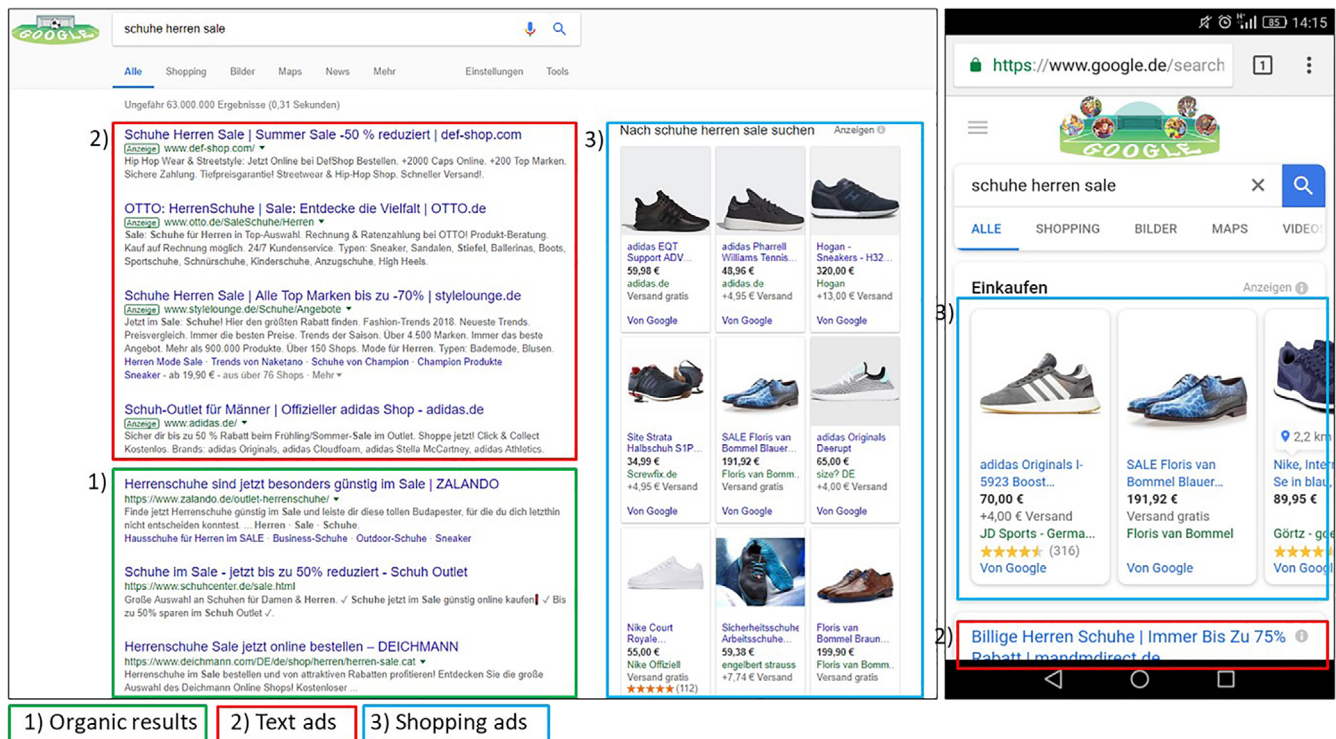 GOOGLE
schuhe herren sale
Alle Shopping Bilder Maps News Mehr Einstellungen Tools
Ungefähr 63.000.000 Ergebnisse (0,31 Sekunden)
2)
Schuhe Herren Sale | Summer Sale -50 % reduziert | def-shop.com
Anzeige www.def-shop.com/
Hip Hop Wear & Streetstyle: Jetzt Online bei DefShop Bestellen. +2000 Caps Online. +200 Top Marken.
Sichere Zahlung. Tiefpreisgarantie! Streetwear & Hip-Hop Shop. Schneller Versand!.
OTTO: HerrenSchuhe | Sale: Entdecke die Vielfalt | OTTO.de
Anzeige www.otto.de/SaleSchuhe/Herren
Sale: Schuhe für Herren in Top-Auswahl. Rechnung & Ratenzahlung bei OTTO! Produkt-Beratung.
Kauf auf Rechnung möglich. 24/7 Kundenservice. Typen: Sneaker, Sandalen, Stiefel, Ballerinas, Boots,
Sportschuhe, Schnürschuhe, Kinderschuhe, Anzugschuhe, High Heels.
Schuhe Herren Sale | Alle Top Marken bis zu -70% | stylelounge.de
Anzeige www.stylelounge.de/Schuhe/Angebote
Jetzt im Sale: Schuhe! Hier den größten Rabatt finden. Fashion-Trends 2018. Neueste Trends.
Preisvergleich. Immer die besten Preise. Trends der Saison. Über 4.500 Marken. Immer das beste
Angebot. Mehr als 900.000 Produkte. Über 150 Shops. Mode für Herren. Typen: Bademode, Blusen.
Herren Mode Sale · Trends von Naketano · Schuhe von Champion · Champion Produkte
Sneaker - ab 19,90 € - aus über 76 Shops - Mehr
Schuh-Outlet für Männer | Offizieller adidas Shop - adidas.de
Anzeige www.adidas.de/
Sicher dir bis zu 50 % Rabatt beim Frühling/Sommer-Sale im Outlet. Shoppe jetzt! Click & Collect
Kostenlos. Brands: adidas Originals, adidas Cloudfoam, adidas Stella McCartney, adidas Athletics.
1)
Herrenschuhe sind jetzt besonders günstig im Sale | ZALANDO
https://www.zalando.de/outlet-herrenschuhe/
Finde jetzt Herrenschuhe günstig im Sale und leiste dir diese tollen Budapester, für die du dich letzthin
nicht entscheiden konntest. ... Herren · Sale · Schuhe.
Hausschuhe für Herren im SALE · Business-Schuhe · Outdoor-Schuhe · Sneaker
Schuhe im Sale - jetzt bis zu 50% reduziert - Schuh Outlet
https://www.schuhcenter.de/sale.html
Große Auswahl an Schuhen für Damen & Herren. ✓ Schuhe jetzt im Sale günstig online kaufen! ✓ Bis
zu 50% sparen im Schuh Outlet ✓.
Herrenschuhe Sale jetzt online bestellen – DEICHMANN
https://www.deichmann.com/DE/de/shop/herren/herren-sale.cat
Herrenschuhe im Sale bestellen und von attraktiven Rabatten profitieren! Entdecken Sie die große
Auswahl des Deichmann Online Shops! Kostenloser ...
3)
Nach schuhe herren sale suchen Anzeigen
adidas EQT adidas Pharrell Hogan -
Support ADV... Williams Tennis... Sneakers - H32...
59,98 € 48,96 € 320,00 €
adidas.de adidas.de Hogan
Versand gratis +4,95 € Versand +13,00 € Versand
Von Google Von Google Von Google
Site Strata SALE Floris van adidas Originals
Halbschuh S1P... Bommel Blauer... Deerupt
34,99 € 191,92 € 65,00 €
Screwfix.de Floris van Bomm.. size? DE
+4,95 € Versand Versand gratis +4,00 € Versand
Von Google Von Google Von Google
Nike Court Sicherheitsschuhe Floris van
Royale... Arbeitsschuhe... Bommel Braun...
55,00 € 59,38 € 199,90 €
Nike Offiziell engelbert strauss Floris van Bomm..
Versand gratis +7,74 € Versand Versand gratis
(112)
85 14:15
https://www.google.de/search 1
GOOGLE
schuhe herren sale
ALLE SHOPPING BILDER MAPS VIDEO
Einkaufen Anzeigen
3)
2,2 km
adidas Originals I- SALE Floris van Nike, Inter
5923 Boost... Bommel Blauer... Se in blau,
70,00 € 191,92 € 89,95 €
+4,00 € Versand Versand gratis
JD Sports - Germa... Floris van Bommel Görtz - goe
(316)
Von Google Von Google Von Googl
2)
Billige Herren Schuhe | Immer Bis Zu 75%
Rabatt | mandmdirect.de
1) Organic results 2) Text ads 3) Shopping ads